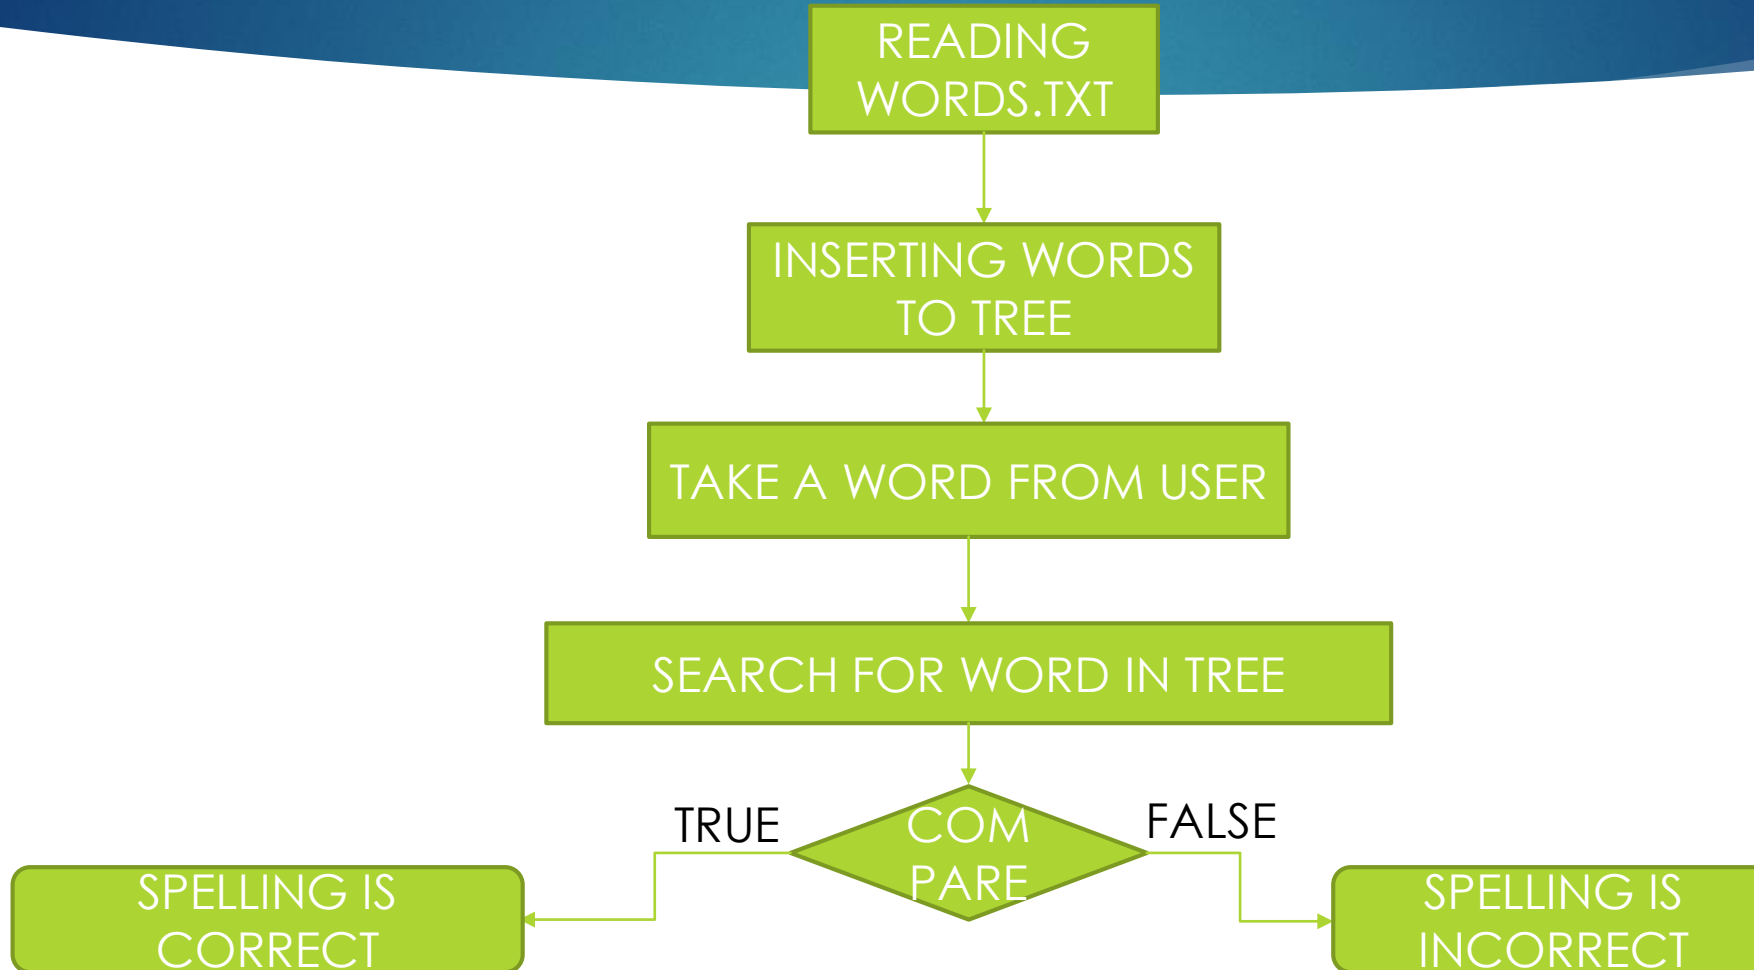 READING
WORDS.TXT
INSERTING WORDS
TO TREE
TAKE A WORD FROM USER
SEARCH FOR WORD IN TREE
TRUE
COM
PARE
FALSE
SPELLING IS
CORRECT
SPELLING IS
INCORRECT